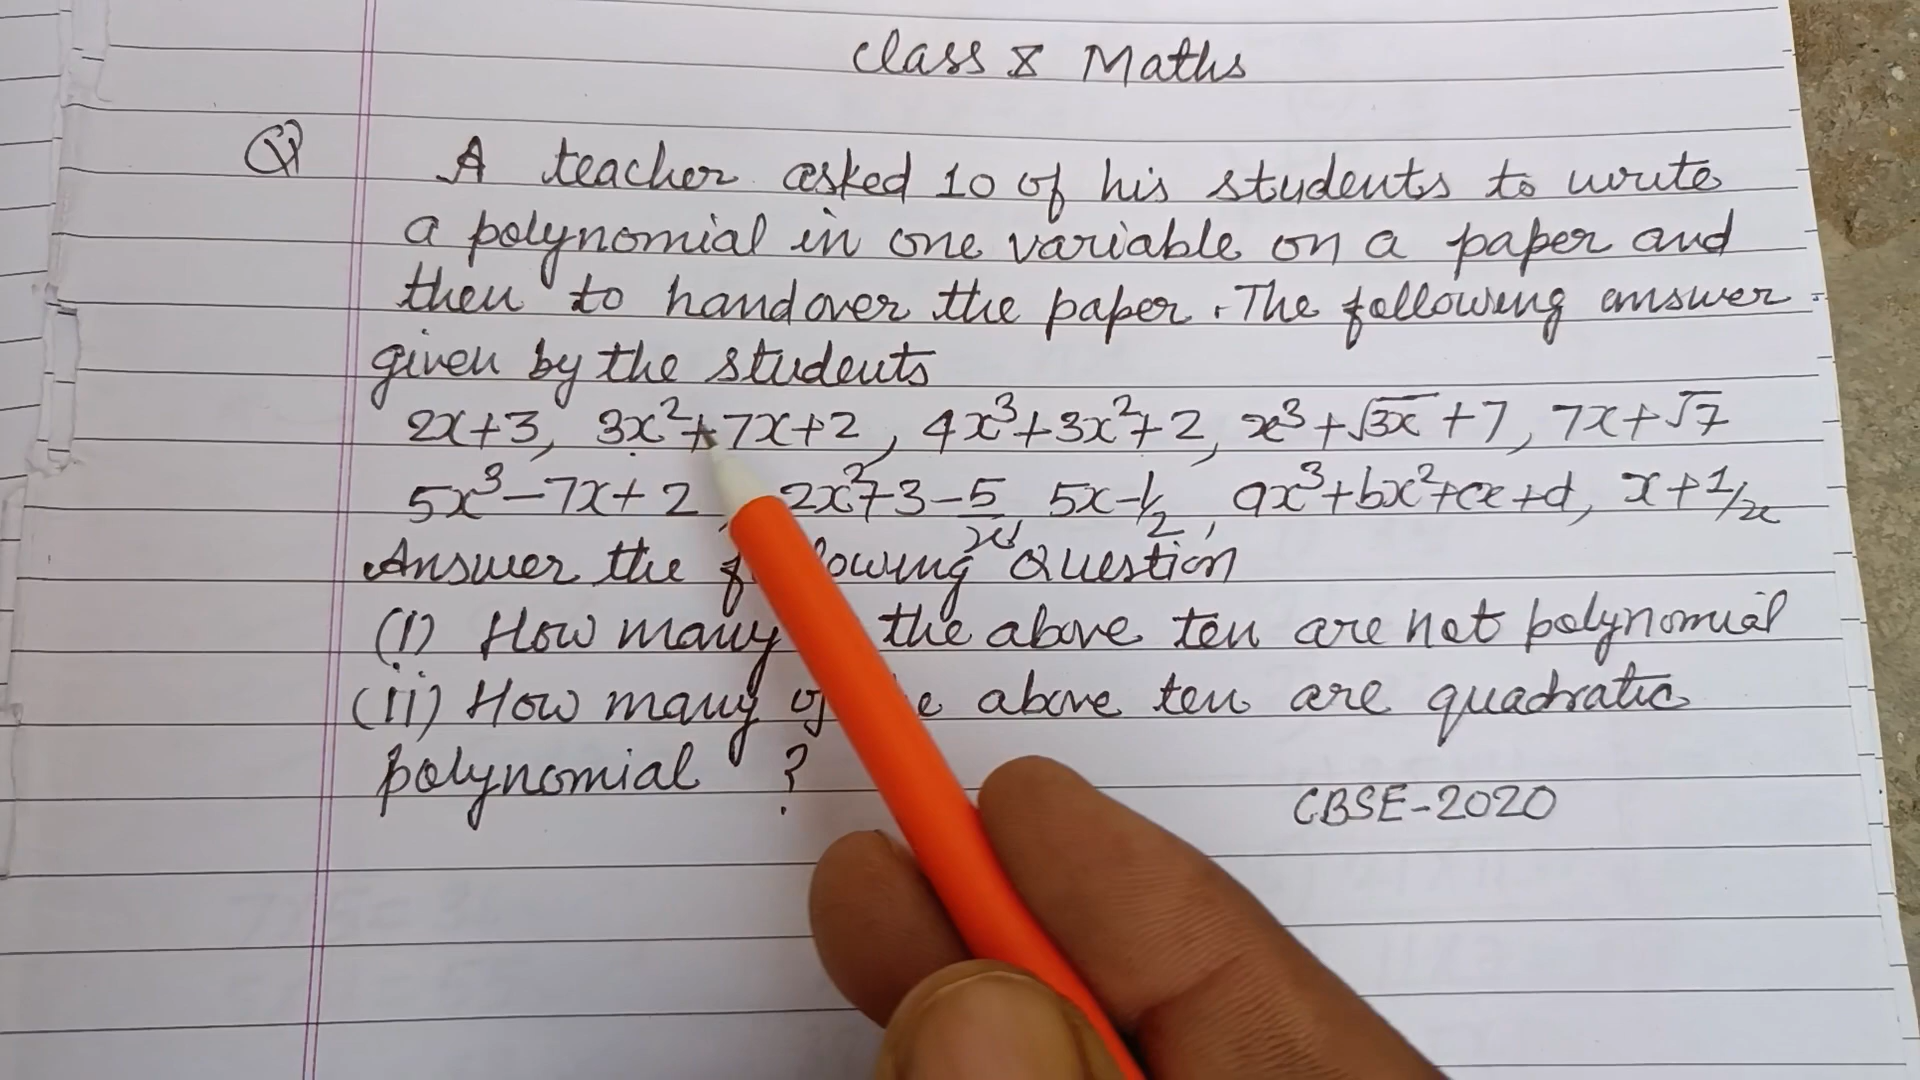 Class X Maths
Q A teacher asked 10 of his students to write
a polynomial in one variable on a paper and
then to handover the paper. The following answer
given by the students
2x+3, 3x²+7x+2, 4x³+3x²+2, x³+√3x+7, 7x+√7
5x³-7x+2, 2x²+3-5/x, 5x-1/2, ax³+bx²+cx+d, x+1/x
Answer the following Question
(I) How many the above ten are not polynomial
(ii) How many of above ten are quadratic
polynomial ?
CBSE-2020